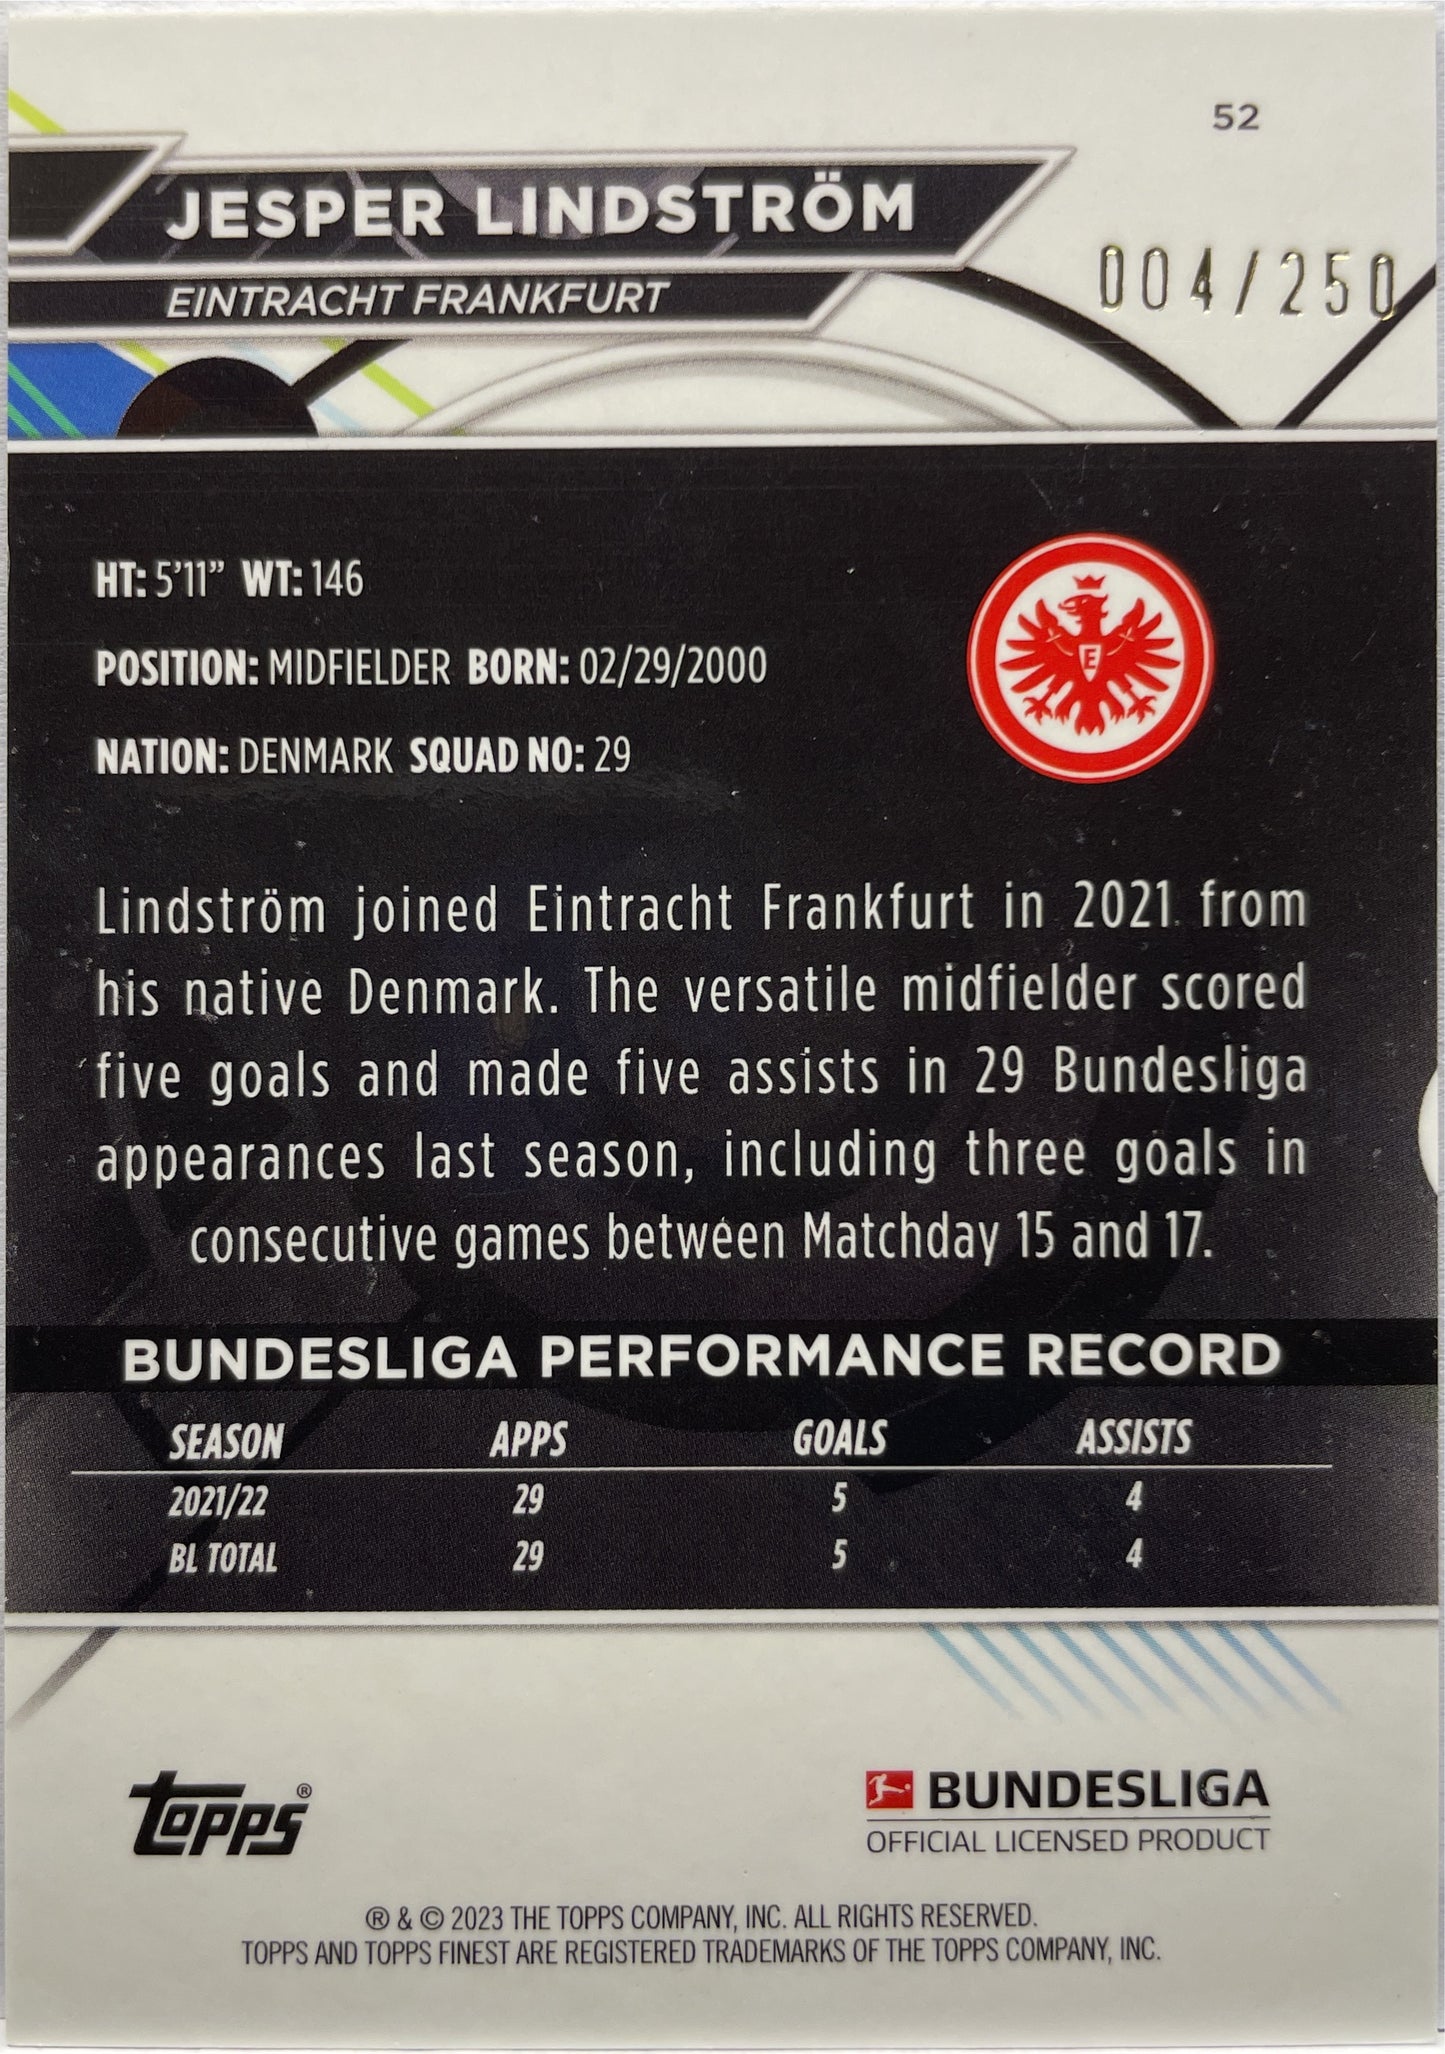 52
JESPER LINDSTRÖM
004/250
EINTRACHT FRANKFURT
HT: 5'11” WT: 146
POSITION: MIDFIELDER BORN: 02/29/2000
NATION: DENMARK SQUAD NO: 29
E
Lindström joined Eintracht Frankfurt in 2021 from
his native Denmark. The versatile midfielder scored
five goals and made five assists in 29 Bundesliga
appearances last season, including three goals in
consecutive games between Matchday 15 and 17.
BUNDESLIGA PERFORMANCE RECORD
SEASON APPS GOALS ASSISTS
2021/22 29 5 4
BL TOTAL 29 5 4
topps®
BUNDESLIGA
OFFICIAL LICENSED PRODUCT
® & © 2023 THE TOPPS COMPANY, INC. ALL RIGHTS RESERVED.
TOPPS AND TOPPS FINEST ARE REGISTERED TRADEMARKS OF THE TOPPS COMPANY, INC.